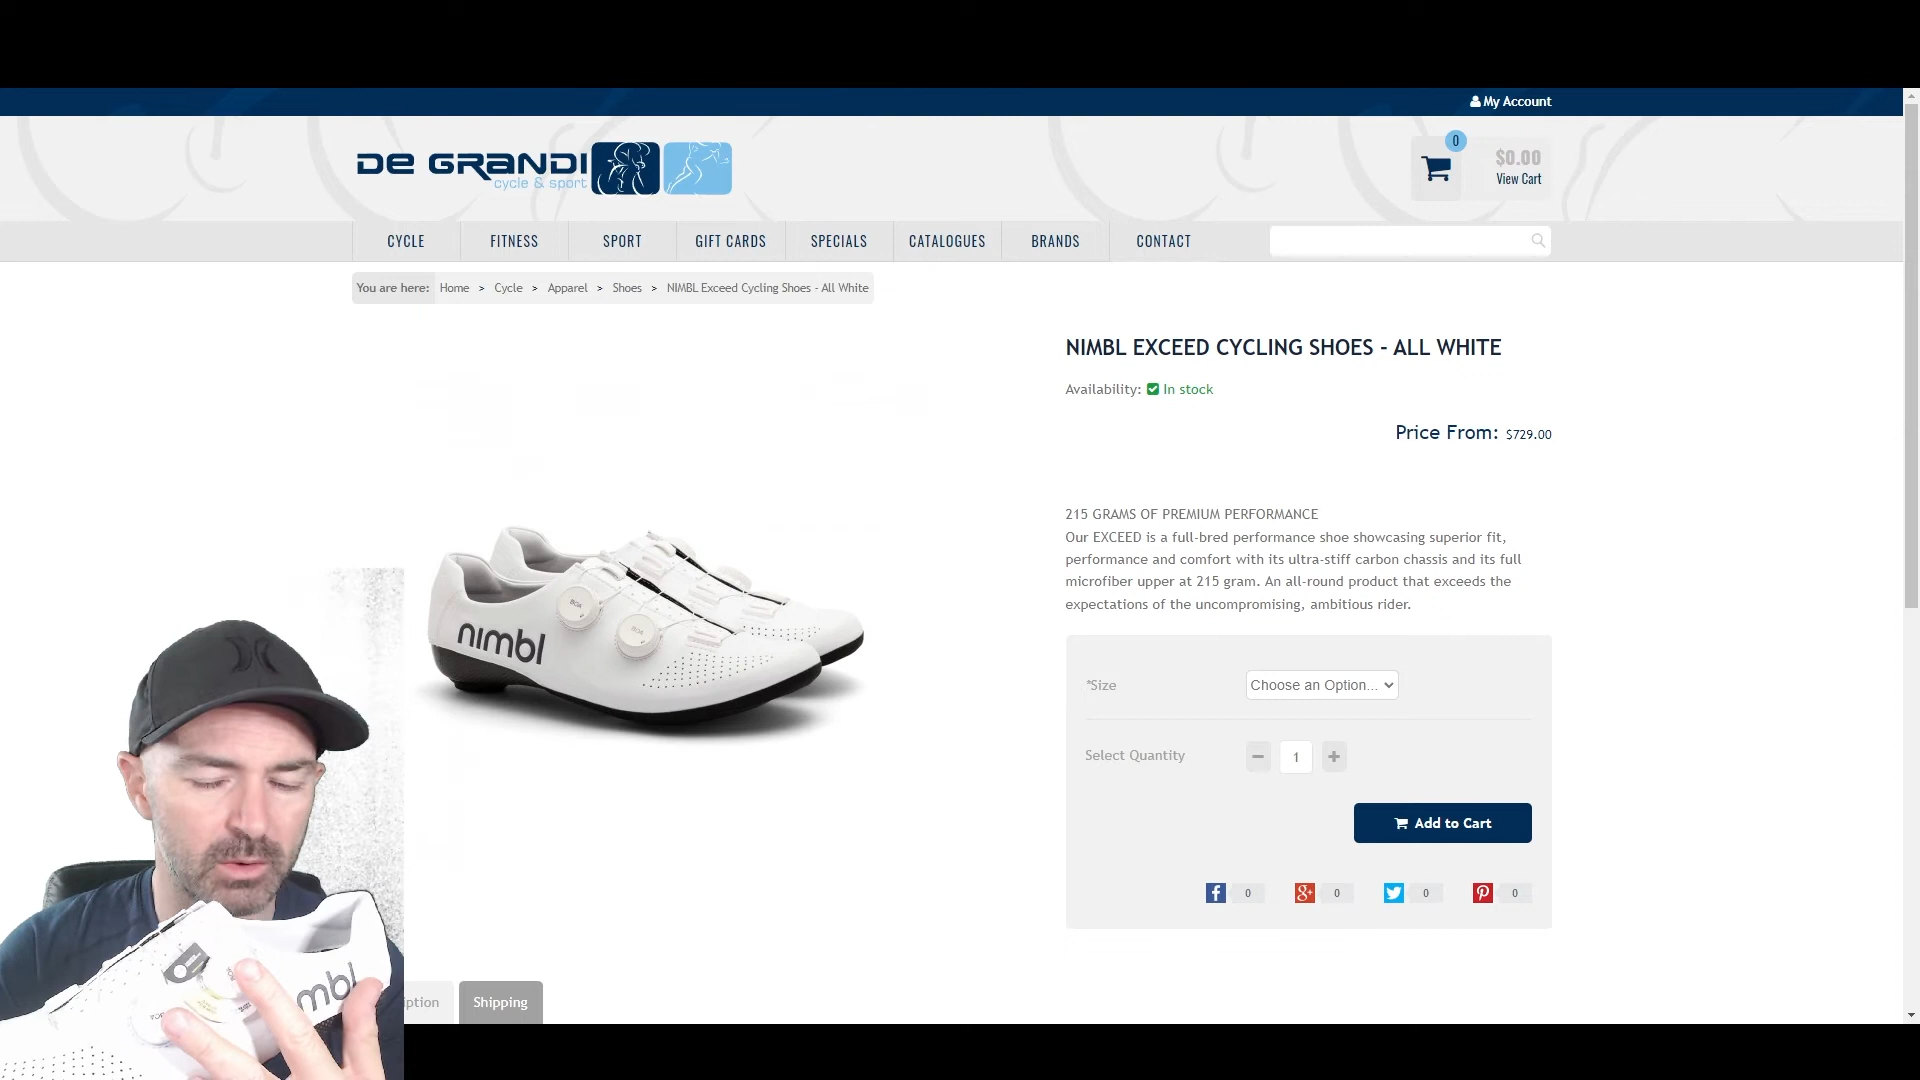 My Account
0
$0.00
View Cart
DE GRANDI
cycle & sport
CYCLE
FITNESS
SPORT
GIFT CARDS
SPECIALS
CATALOGUES
BRANDS
CONTACT
You are here: Home > Cycle > Apparel > Shoes > NIMBL Exceed Cycling Shoes - All White
NIMBL EXCEED CYCLING SHOES - ALL WHITE
Availability: In stock
Price From: $729.00
215 GRAMS OF PREMIUM PERFORMANCE
Our EXCEED is a full-bred performance shoe showcasing superior fit,
performance and comfort with its ultra-stiff carbon chassis and its full
microfiber upper at 215 gram. An all-round product that exceeds the
expectations of the uncompromising, ambitious rider.
BOA
BOA
nimbl
*Size
Choose an Option...
Select Quantity
1
Add to Cart
0
g+ 0
0
0
mbl
iption
Shipping